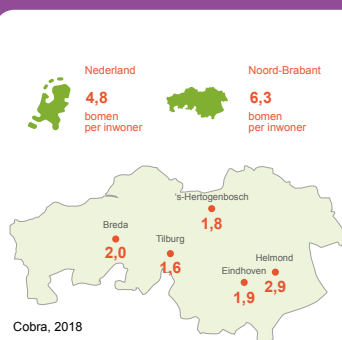 Nederland
4,8
bomen
per inwoner
Noord-Brabant
6,3
bomen
per inwoner
's-Hertogenbosch
1,8
Breda
2,0
Tilburg
1,6
Helmond
2,9
Eindhoven
1,9
Cobra, 2018